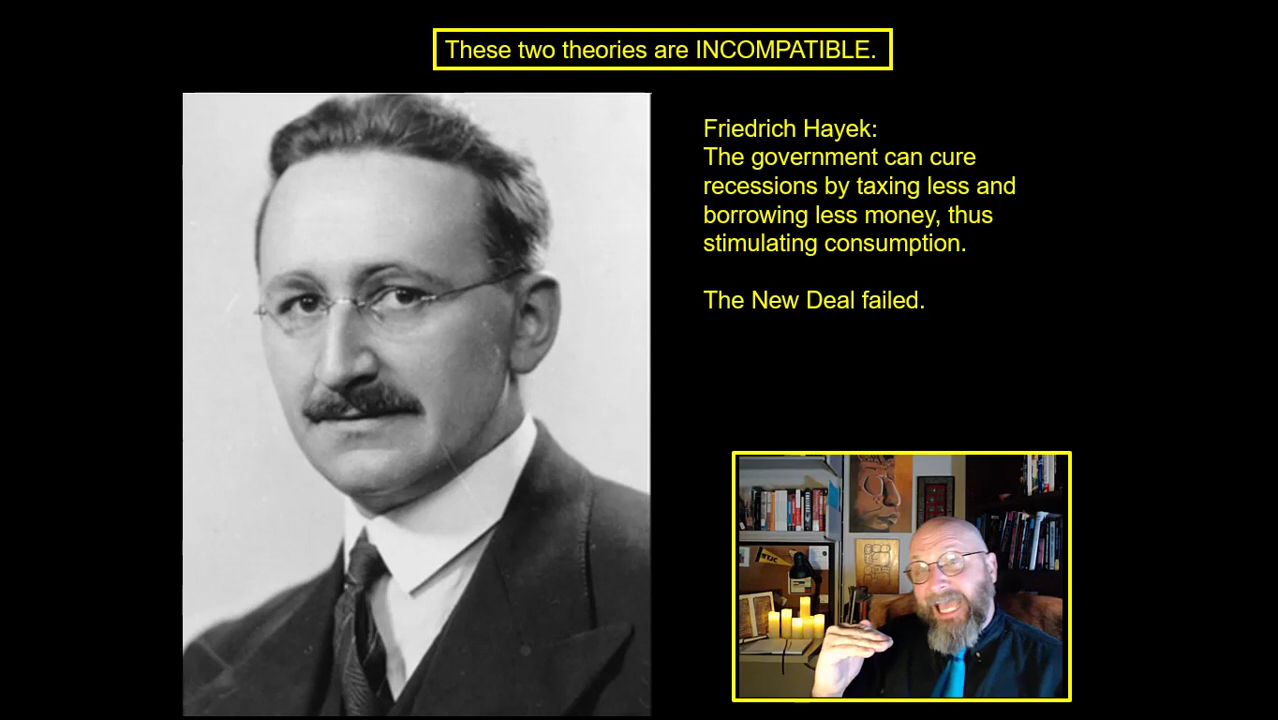 These two theories are INCOMPATIBLE.
Friedrich Hayek:
The government can cure
recessions by taxing less and
borrowing less money, thus
stimulating consumption.
The New Deal failed.